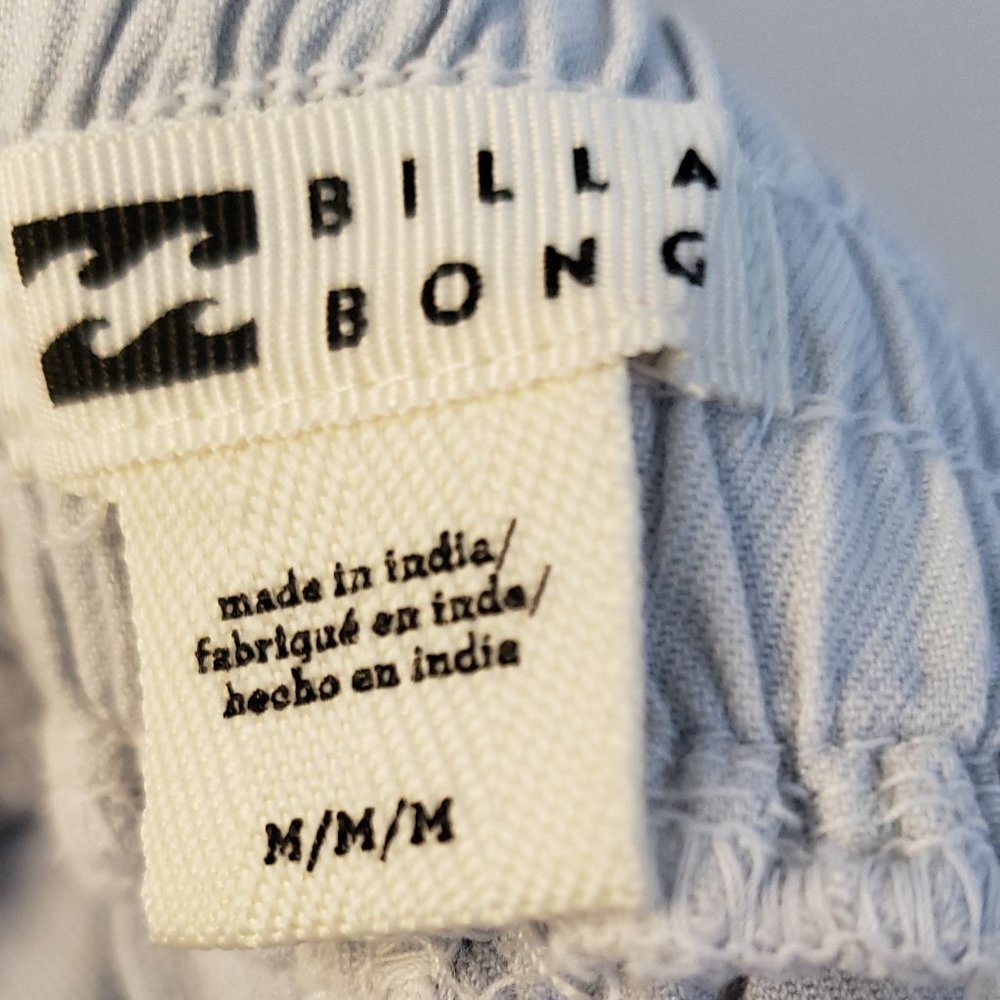 BILLA
BONG
made in india/
fabriqué en inde/
hecho en india
M/M/M